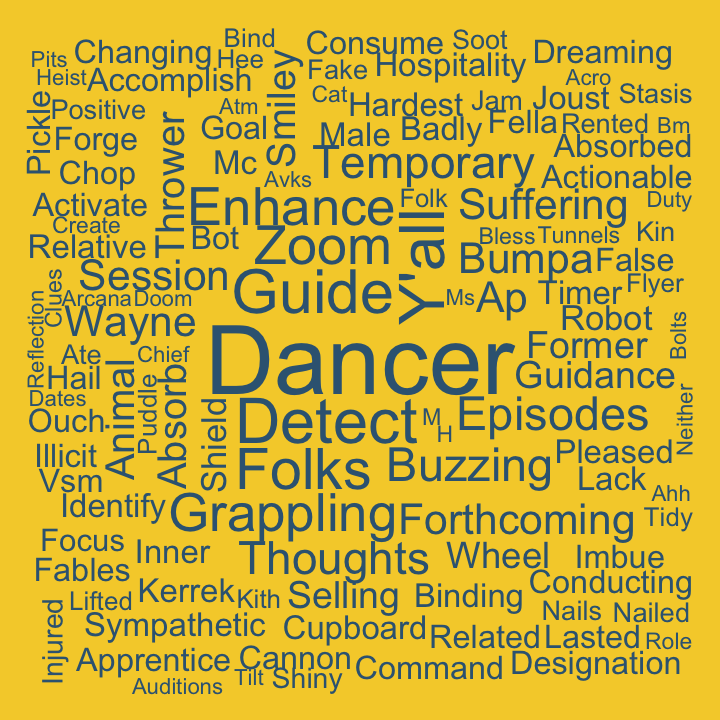 Bind
Consume
Soot
Pits
Changing
Hee
Fake
Hospitality
Dreaming
Heist
Accomplish
Smiley
Acro
Pickle
Positive
Atm
Cat
Hardest
Jam
Joust
Stasis
Forge
Thrower
Goal
Male
Badly
Fella
Rented
Bm
Chop
Mc
Temporary
Absorbed
Activate
Avks
Actionable
Create
Enhance
Folk
Suffering
Duty
Relative
Bot
Zoom
Y'all
Bless
Tunnels
Kin
Session
Bumpa
False
Clues
Arcana
Doom
Guide
Ms
Ap
Timer
Flyer
Reflection
Wayne
Robot
Bolts
Ate
Chief
Dancer
Former
Hail
Animal
Puddle
Absorb
Guidance
Dates
Shield
Detect
M
H
Episodes
Neither
Ouch
Illicit
Folks
Buzzing
Pleased
Vsm
Lack
Identify
Grappling
Forthcoming
Ahh
Tidy
Focus
Inner
Thoughts
Wheel
Imbue
Fables
Kerrek
Kith
Selling
Binding
Conducting
Injured
Lifted
Nails
Nailed
Sympathetic
Cupboard
Related
Lasted
Role
Apprentice
Cannon
Command
Designation
Auditions
Tilt
Shiny